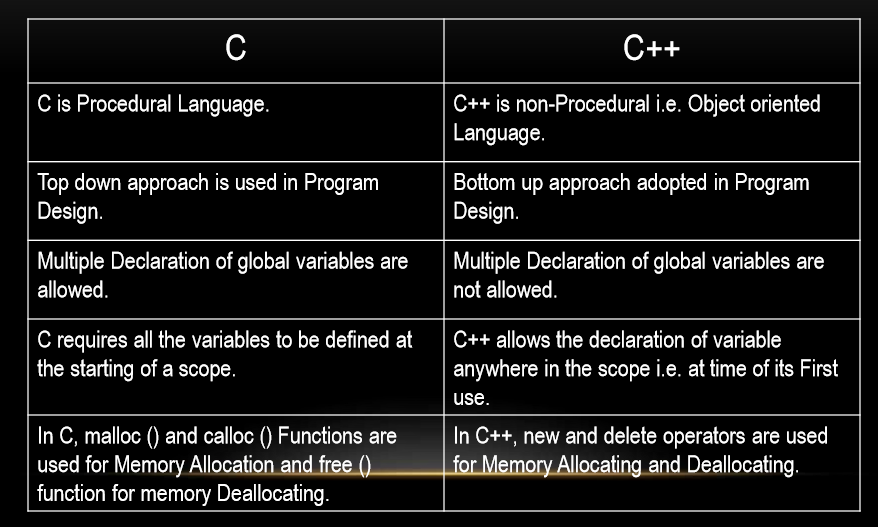 C
C++
C is Procedural Language.
C++ is non-Procedural i.e. Object oriented
Language.
Top down approach is used in Program
Design.
Bottom up approach adopted in Program
Design.
Multiple Declaration of global variables are
allowed.
Multiple Declaration of global variables are
not allowed.
C requires all the variables to be defined at
the starting of a scope.
C++ allows the declaration of variable
anywhere in the scope i.e. at time of its First
use.
In C, malloc () and calloc () Functions are
used for Memory Allocation and free ()
function for memory Deallocating.
In C++, new and delete operators are used
for Memory Allocating and Deallocating.